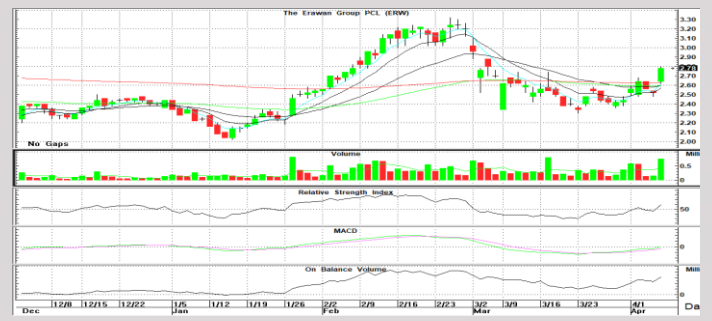 The Erawan Group PCL (ERW)
3.30
3.20
3.10
3.00
2.90
2.80
2.70
2.60
2.50
2.40
2.30
2.20
2.10
2.00
No Gaps
Volume
Mill
0.5
0
Relative Strength Index
50
MACD
0
On Balance Volume
Mill
12/8 12/15 12/22 1/5 1/12 1/19 1/26 2/2 2/9 2/16 2/23 3/2 3/9 3/16 3/23 4/1
Dec Jan Feb Mar Apr Da